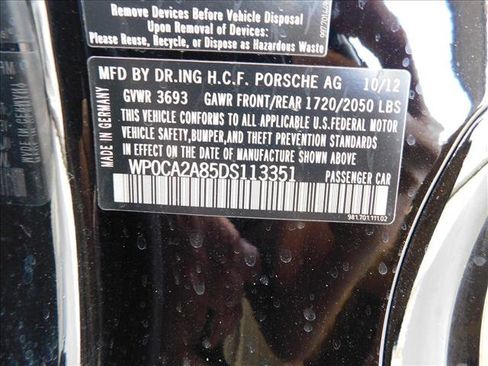 Remove Devices Before Vehicle Disposal
Upon Removal of Devices:
Please Reuse, Recycle, or Dispose as Hazardous Waste
MFD BY DR.ING H.C.F. PORSCHE AG 10/12
GVWR 3693 GAWR FRONT/REAR 1720/2050 LBS
THIS VEHICLE CONFORMS TO ALL APPLICABLE U.S.FEDERAL MOTOR
VEHICLE SAFETY,BUMPER,AND THEFT PREVENTION STANDARDS
IN EFFECT ON THE DATE OF MANUFACTURE SHOWN ABOVE.
WP0CA2A85DS113351 PASSENGER CAR
981.701.111.02
MADE IN GERMANY